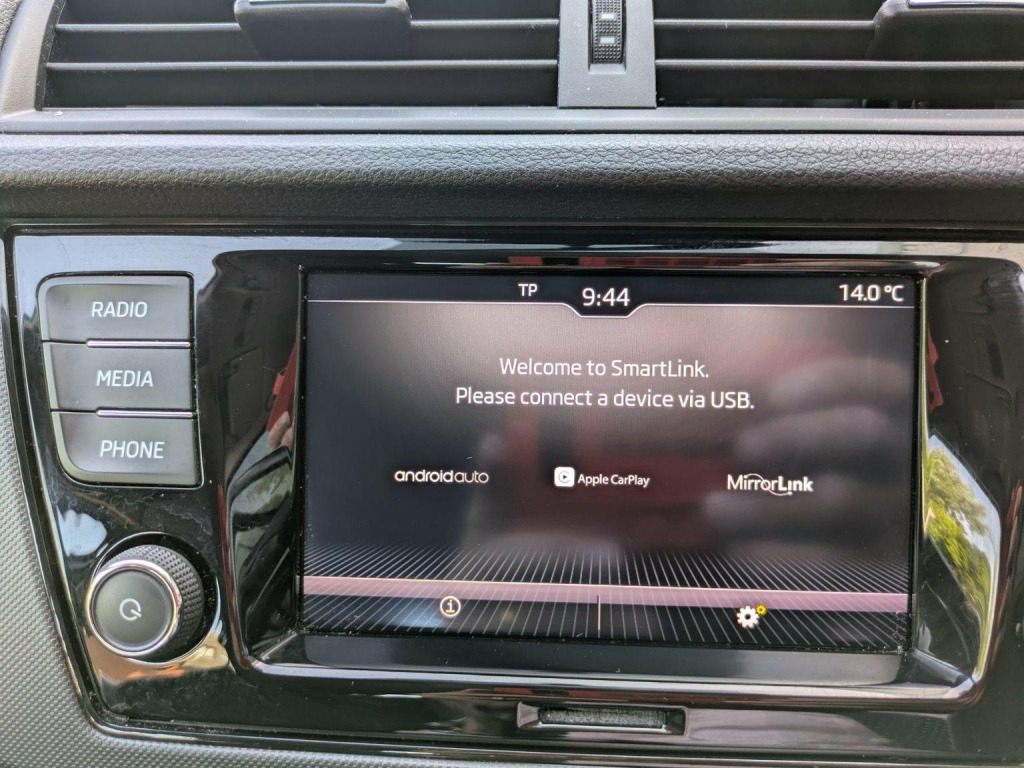 RADIO
MEDIA
PHONE
TP 9:44 14.0 °C
Welcome to SmartLink.
Please connect a device via USB.
androidauto Apple CarPlay MirrorLink